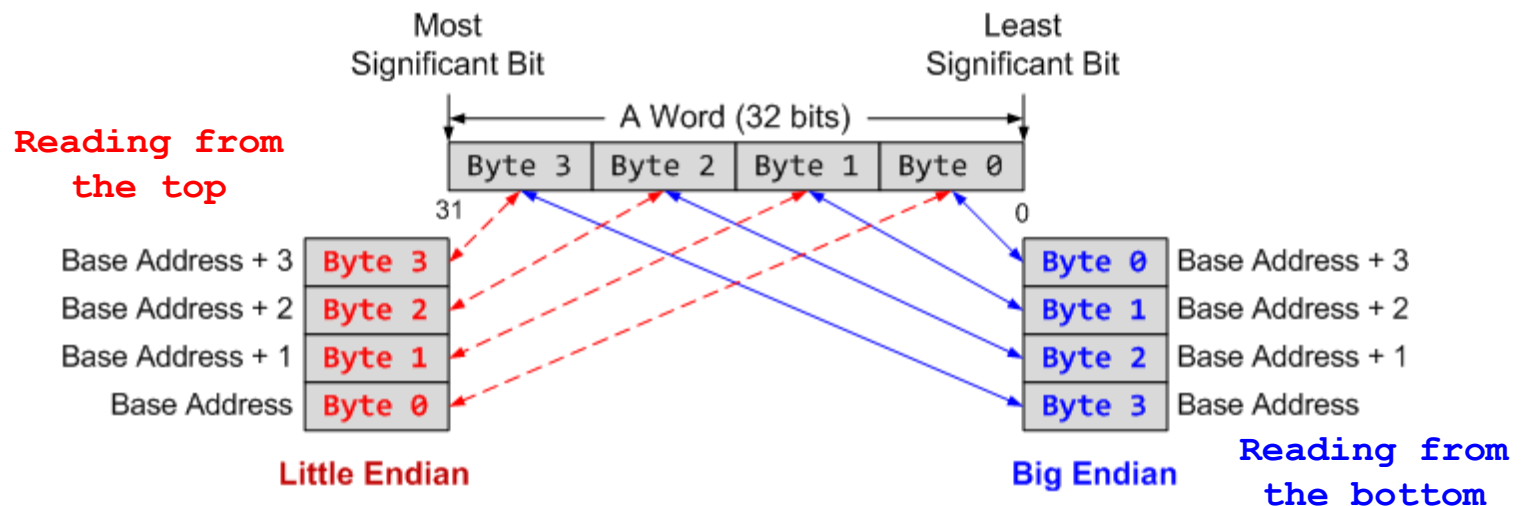 Most
Significant Bit
Least
Significant Bit
A Word (32 bits)
Reading from
the top
Byte 3 Byte 2 Byte 1 Byte 0
31 0
Base Address + 3 Byte 3 Byte 0 Base Address + 3
Base Address + 2 Byte 2 Byte 1 Base Address + 2
Base Address + 1 Byte 1 Byte 2 Base Address + 1
Base Address Byte 0 Byte 3 Base Address
Little Endian Big Endian
Reading from
the bottom